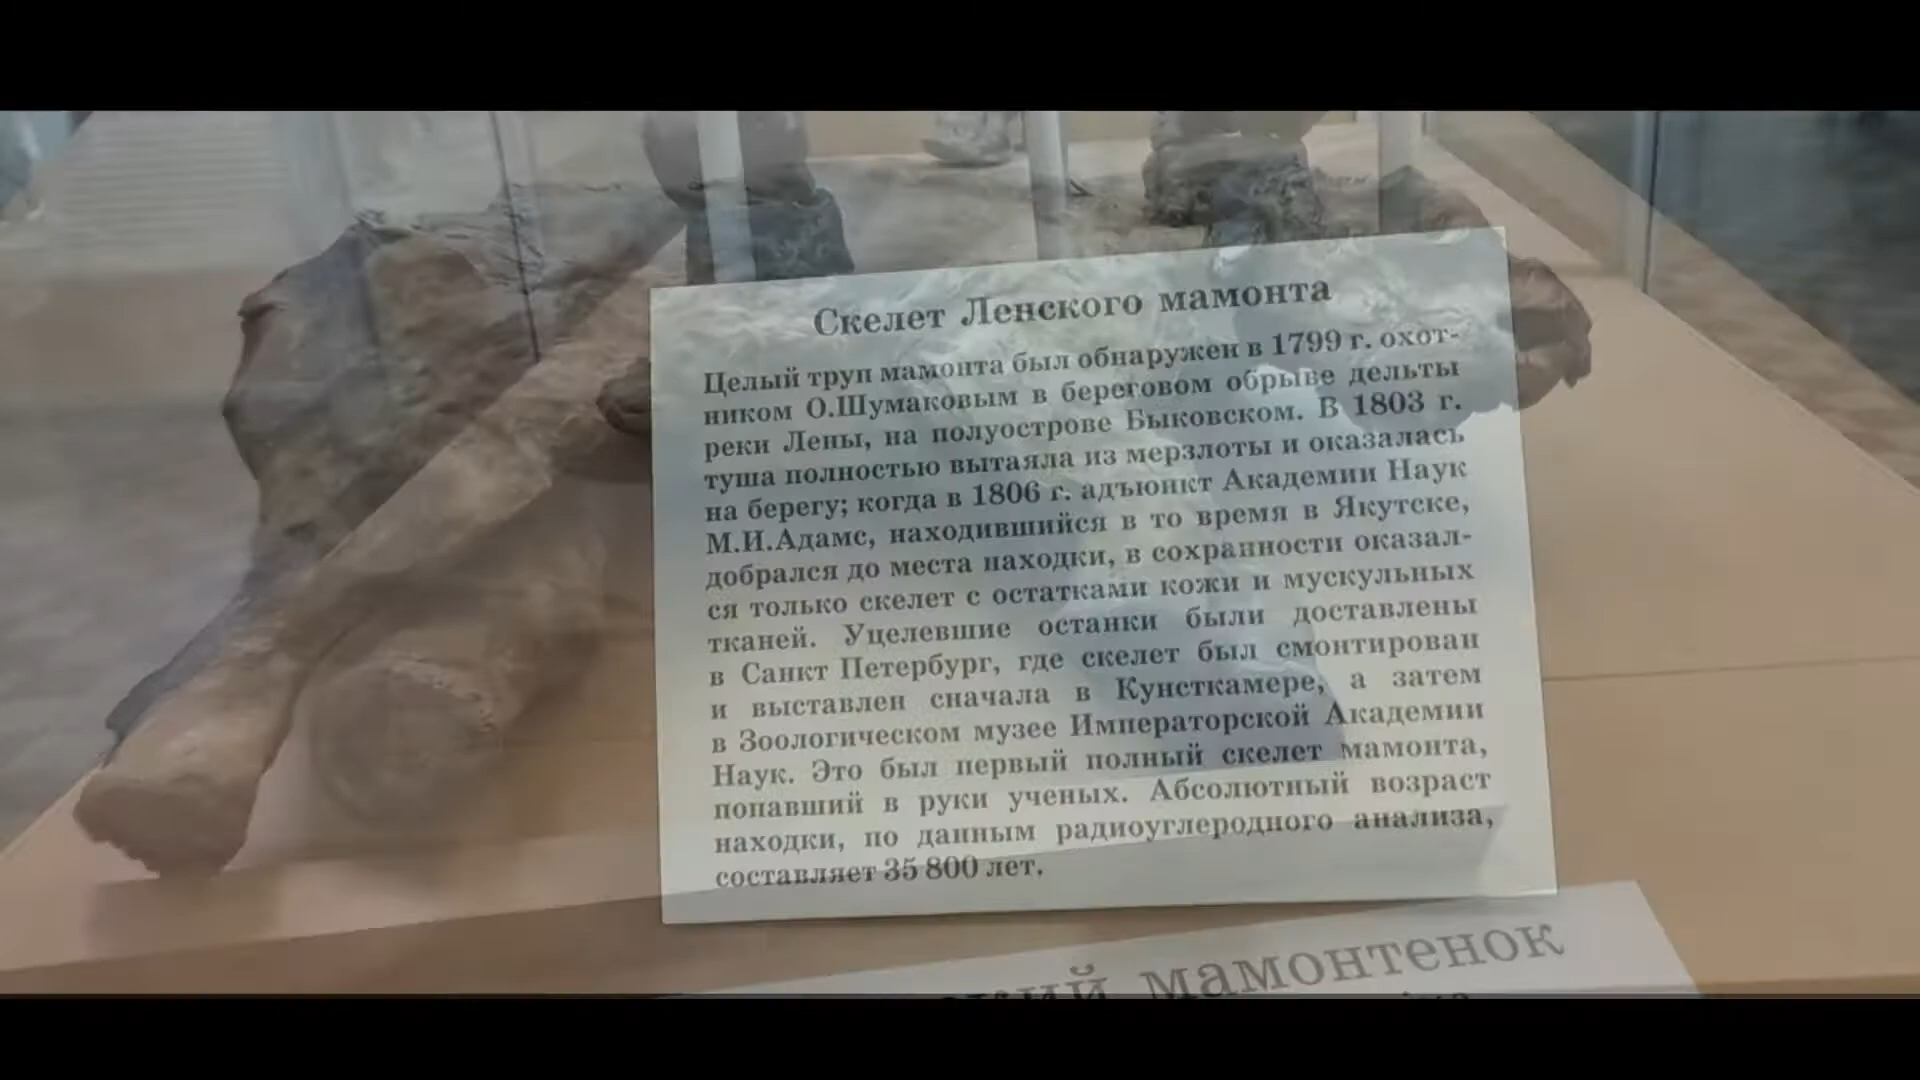 Скелет Ленского мамонта
Целый труп мамонта был обнаружен в 1799 г. охот-
ником О.Шумаковым в береговом обрыве дельты
реки Лены, на полуострове Быковском. В 1803 г.
туша полностью вытаяла из мерзлоты и оказалась
на берегу; когда в 1806 г. адъюнкт Академии Наук
М.И.Адамс, находившийся в то время в Якутске,
добрался до места находки, в сохранности оказал-
ся только скелет с остатками кожи и мускульных
тканей. Уцелевшие останки были доставлены
в Санкт Петербург, где скелет был смонтирован
и выставлен сначала в Кунсткамере, а затем
в Зоологическом музее Императорской Академии
Наук. Это был первый полный скелет мамонта,
попавший в руки ученых. Абсолютный возраст
находки, по данным радиоуглеродного анализа,
составляет 35 800 лет.
мамонтенок